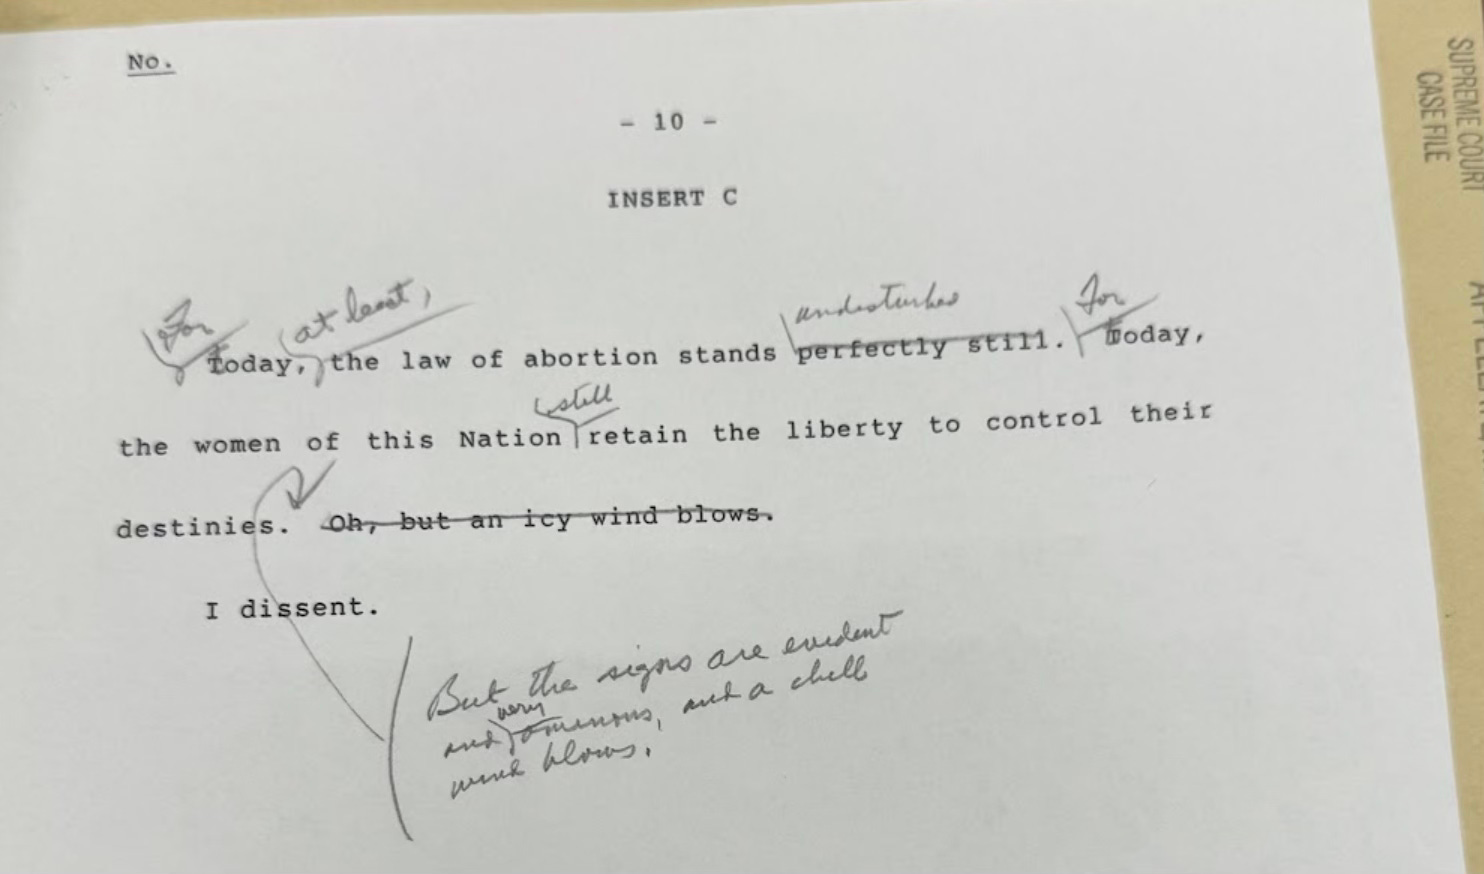 No.
- 10 -
INSERT C
For at least, undisturbed For
Today, the law of abortion stands perfectly still. Today,
still
the women of this Nation retain the liberty to control their
destinies. Oh, but an icy wind blows.
I dissent.
But the signs are evident
very
and ominous, and a chill
wind blows.
SUPREME COURT
CASE FILE